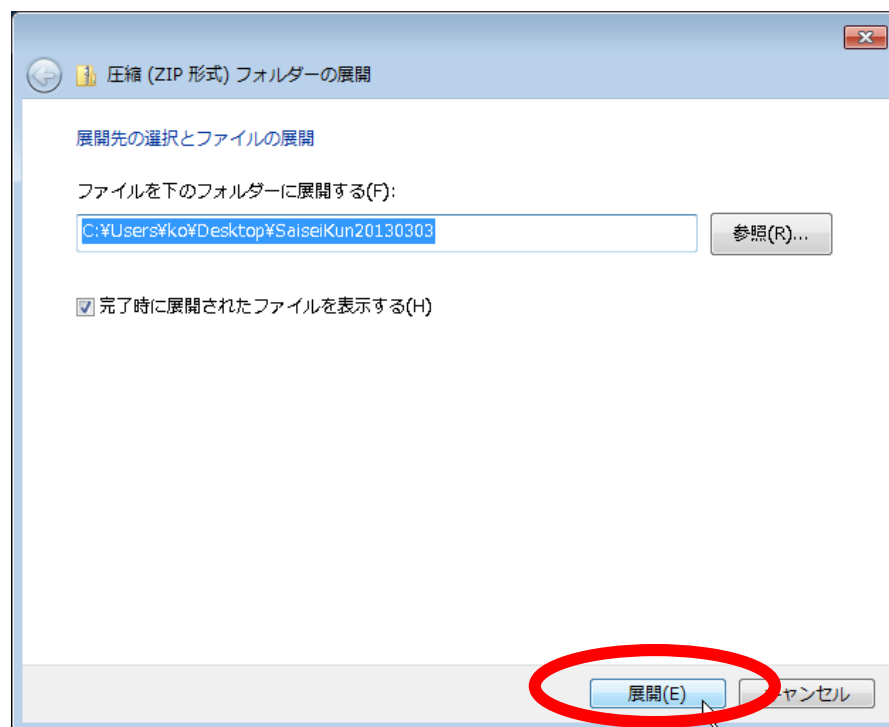 圧縮 (ZIP 形式) フォルダーの展開
展開先の選択とファイルの展開
ファイルを下のフォルダーに展開する(F):
C:¥Users¥ko¥Desktop¥SaiseiKun20130303
参照(R)...
完了時に展開されたファイルを表示する(H)
展開(E)
キャンセル